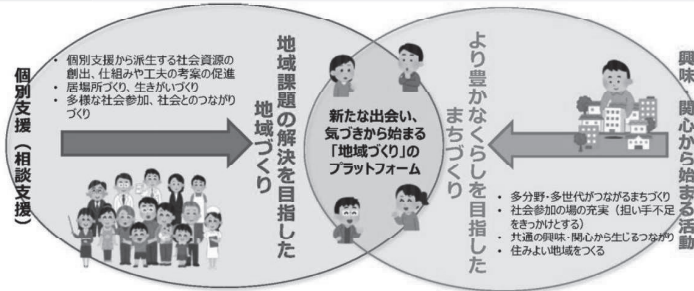 個別支援（相談支援）
• 個別支援から派生する社会資源の
創出、仕組みや工夫の考案の促進
• 居場所づくり、生きがいづくり
• 多様な社会参加、社会とのつながり
づくり
地域課題の解決を目指した
地域づくり
新たな出会い、
気づきから始まる
「地域づくり」の
プラットフォーム
より豊かなくらしを目指した
まちづくり
興味・関心から始まる活動
• 多分野・多世代がつながるまちづくり
• 社会参加の場の充実（担い手不足
をきっかけとする）
- 共通の興味・関心から生じるつながり
• 住みよい地域をつくる